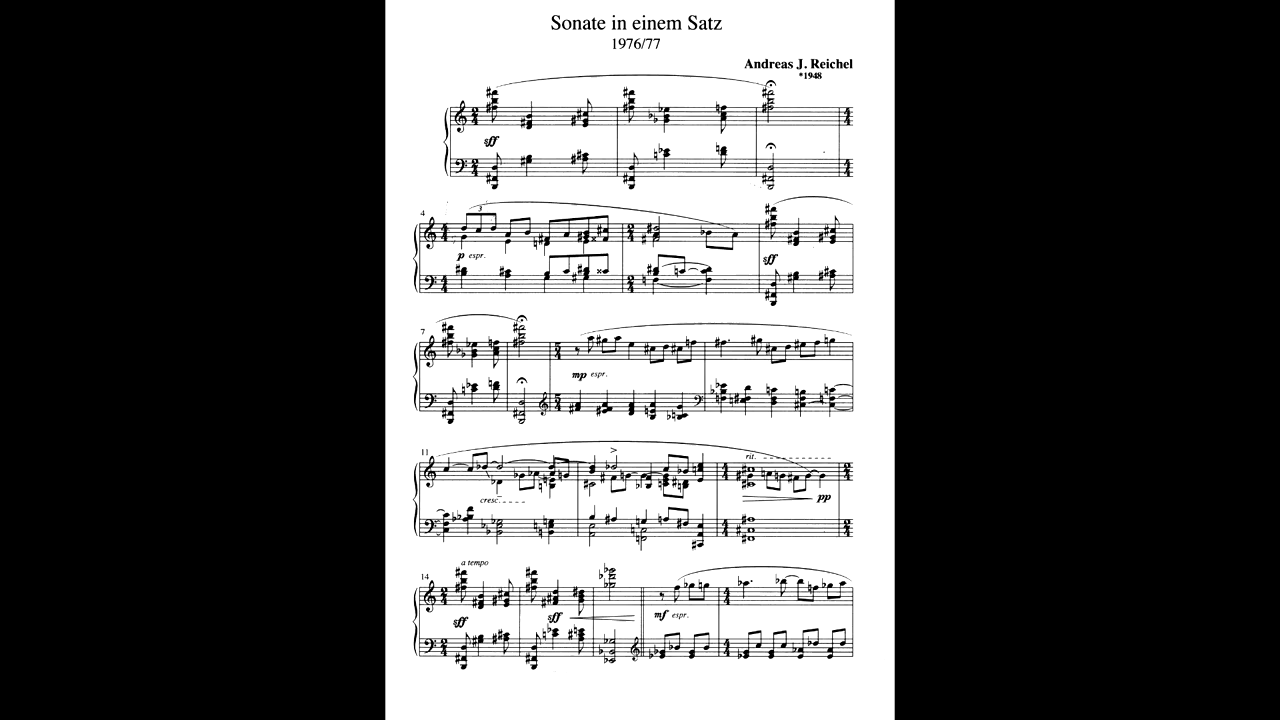 Sonate in einem Satz
1976/77
Andreas J. Reichel
*1948
sff
4
3
p espr.
sff
7
mp espr.
11
cresc.
rit.
pp
14
a tempo
sff
sff
mf espr.